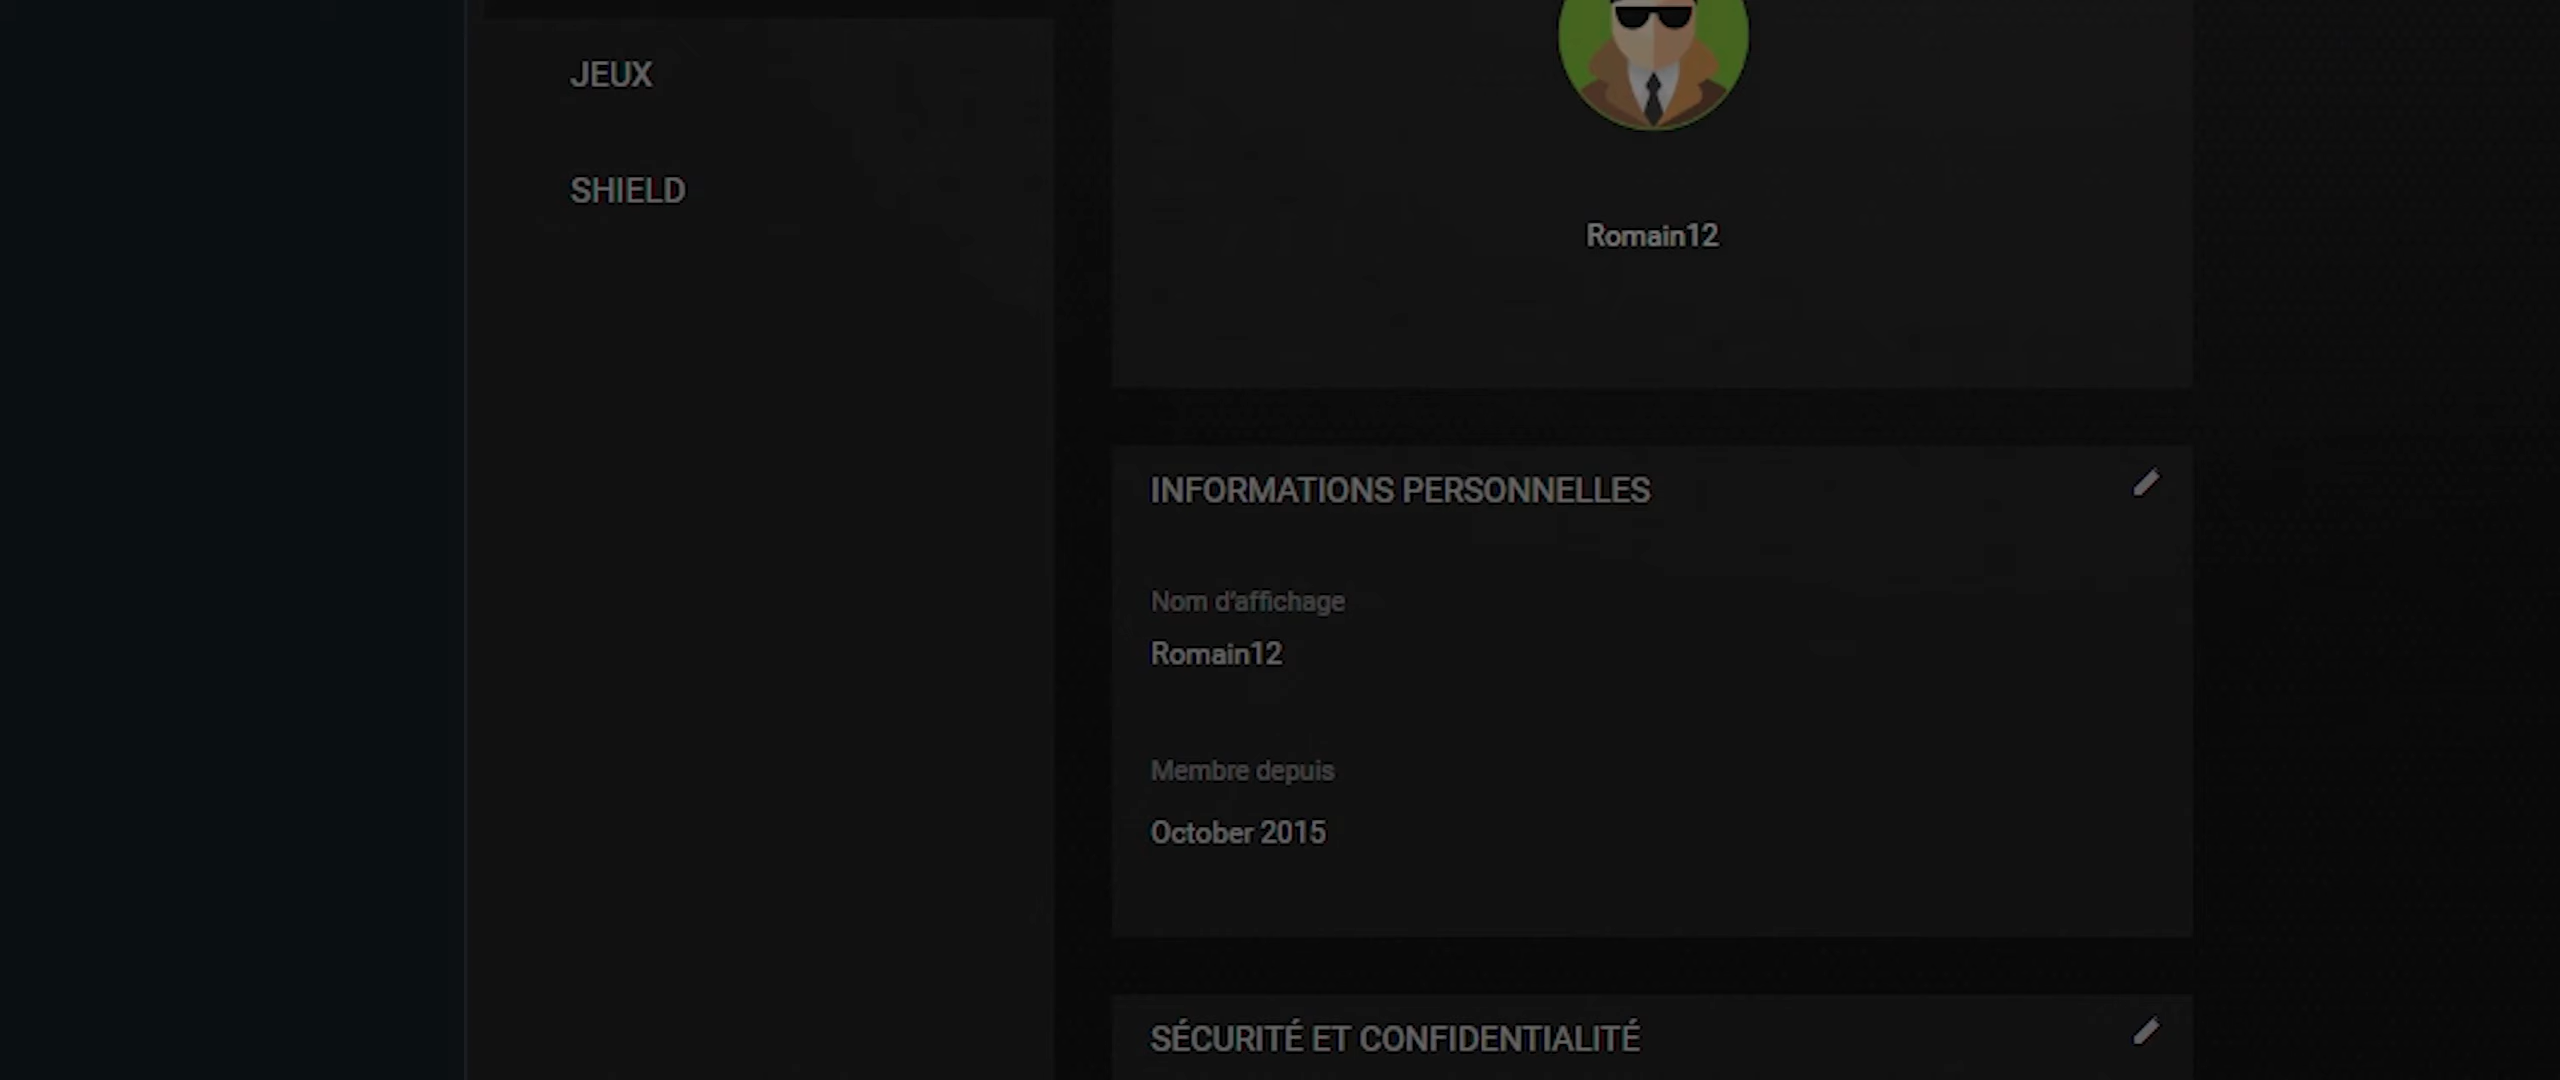 JEUX
SHIELD
Romain12
INFORMATIONS PERSONNELLES
Nom d'affichage
Romain12
Membre depuis
October 2015
SÉCURITÉ ET CONFIDENTIALITÉ